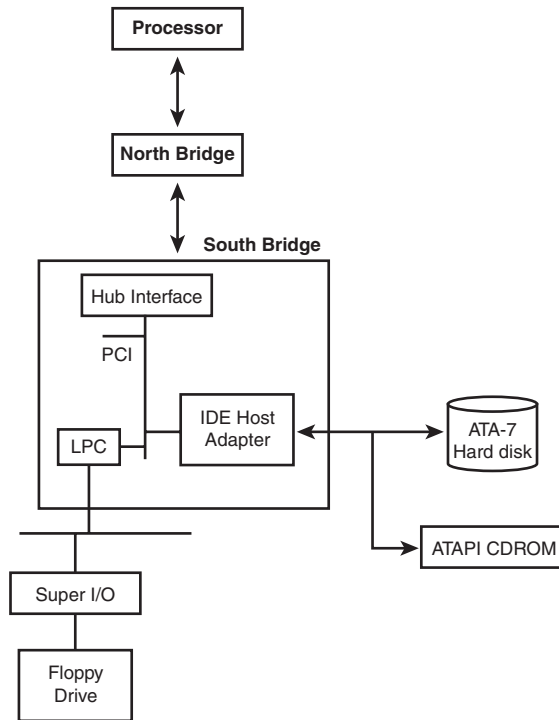 Processor
North Bridge
South Bridge
Hub Interface
PCI
IDE Host
Adapter
LPC
ATA-7
Hard disk
ATAPI CDROM
Super I/O
Floppy
Drive